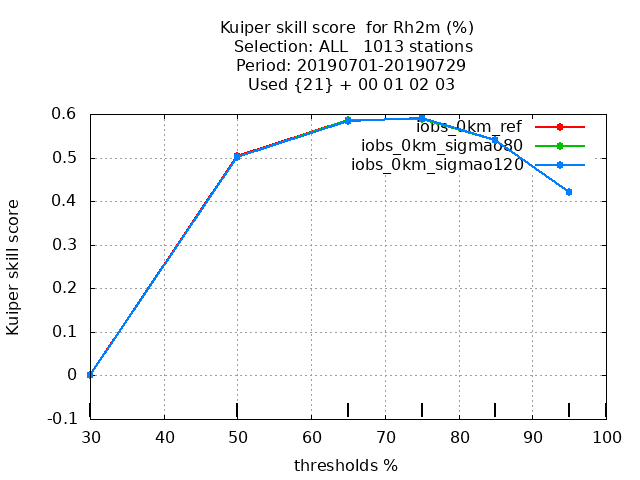 Kuiper skill score  for Rh2m (%)
Selection: ALL   1013 stations
Period: 20190701-20190729
Used {21} + 00 01 02 03
iobs_0km_ref
iobs_0km_sigmao80
iobs_0km_sigmao120
0.6
0.5
0.4
0.3
0.2
0.1
0
-0.1
Kuiper skill score
30 40 50 60 70 80 90 100
thresholds %